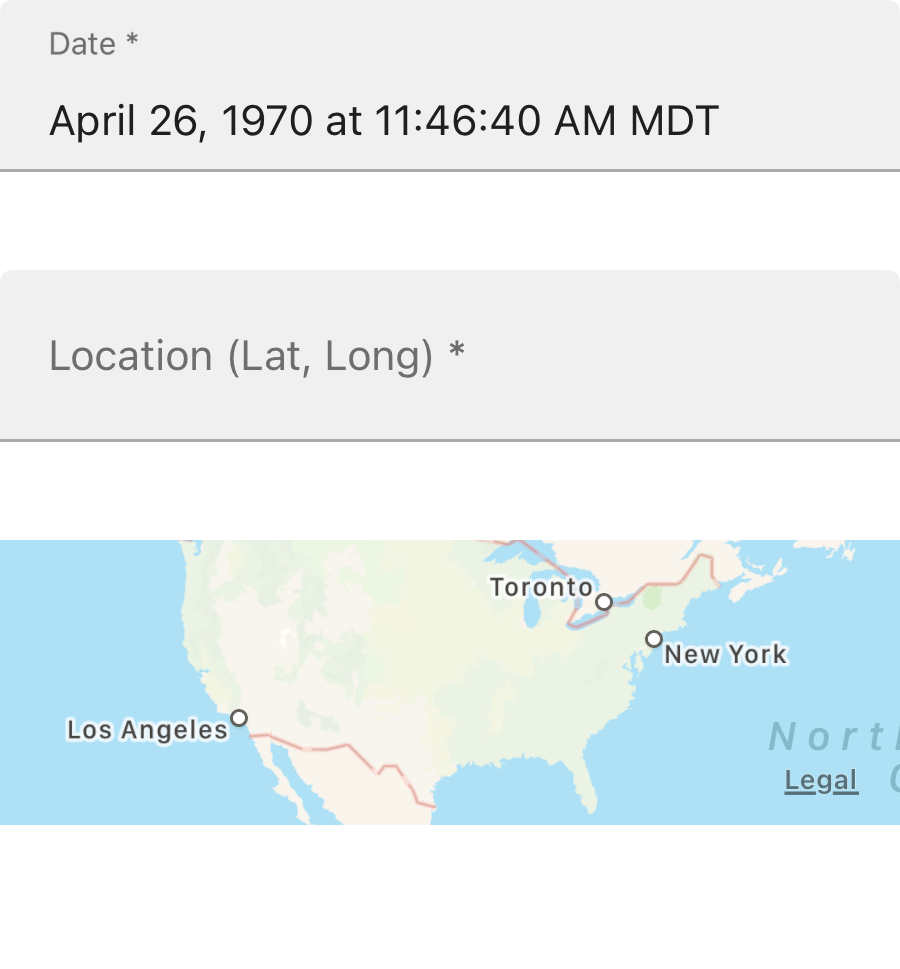 Date *
April 26, 1970 at 11:46:40 AM MDT
Location (Lat, Long) *
Toronto
New York
Los Angeles
Nort
Legal